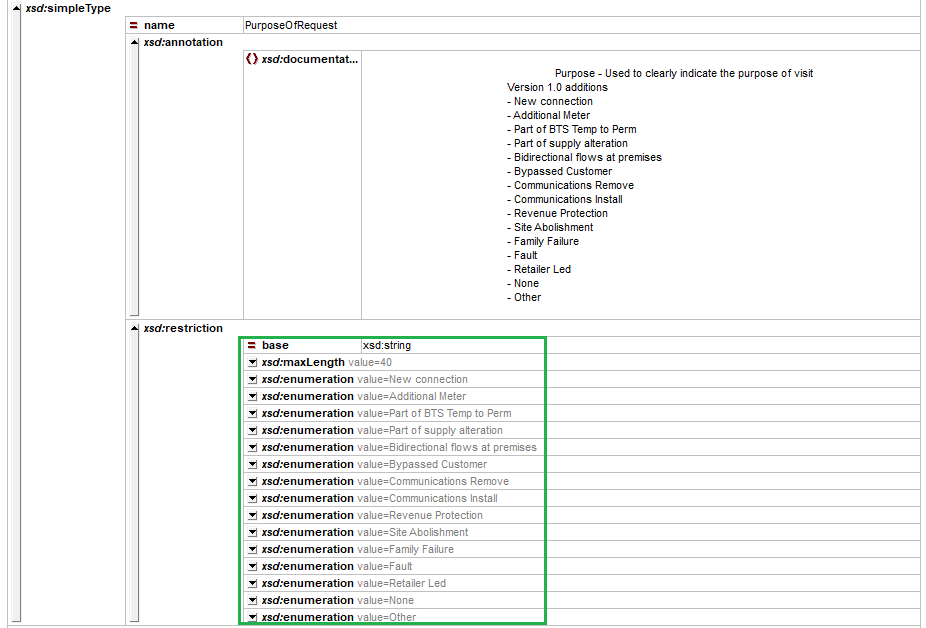 xsd:simpleType
= name PurposeOfRequest
xsd:annotation
() xsd:documentat...
Purpose - Used to clearly indicate the purpose of visit
Version 1.0 additions
- New connection
- Additional Meter
- Part of BTS Temp to Perm
- Part of supply alteration
- Bidirectional flows at premises
- Bypassed Customer
- Communications Remove
- Communications Install
- Revenue Protection
- Site Abolishment
- Family Failure
- Fault
- Retailer Led
- None
- Other
xsd:restriction
= base xsd:string
xsd:maxLength value=40
xsd:enumeration value=New connection
xsd:enumeration value=Additional Meter
xsd:enumeration value=Part of BTS Temp to Perm
xsd:enumeration value=Part of supply alteration
xsd:enumeration value=Bidirectional flows at premises
xsd:enumeration value=Bypassed Customer
xsd:enumeration value=Communications Remove
xsd:enumeration value=Communications Install
xsd:enumeration value=Revenue Protection
xsd:enumeration value=Site Abolishment
xsd:enumeration value=Family Failure
xsd:enumeration value=Fault
xsd:enumeration value=Retailer Led
xsd:enumeration value=None
xsd:enumeration value=Other